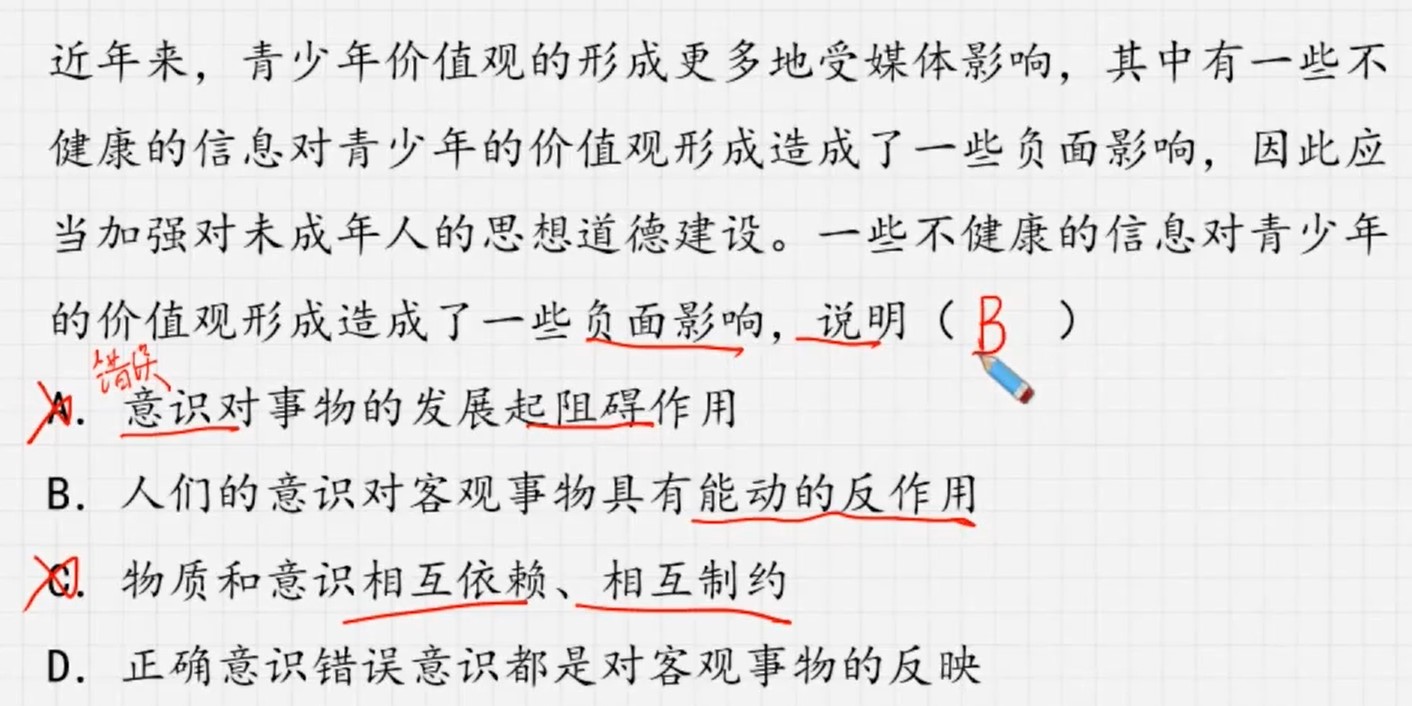 近年来，青少年价值观的形成更多地受媒体影响，其中有一些不
健康的信息对青少年的价值观形成造成了一些负面影响，因此应
当加强对未成年人的思想道德建设。一些不健康的信息对青少年
的价值观形成造成了一些负面影响，说明（ B ）
错误
A. 意识对事物的发展起阻碍作用
B. 人们的意识对客观事物具有能动的反作用
C. 物质和意识相互依赖、相互制约
D. 正确意识错误意识都是对客观事物的反映